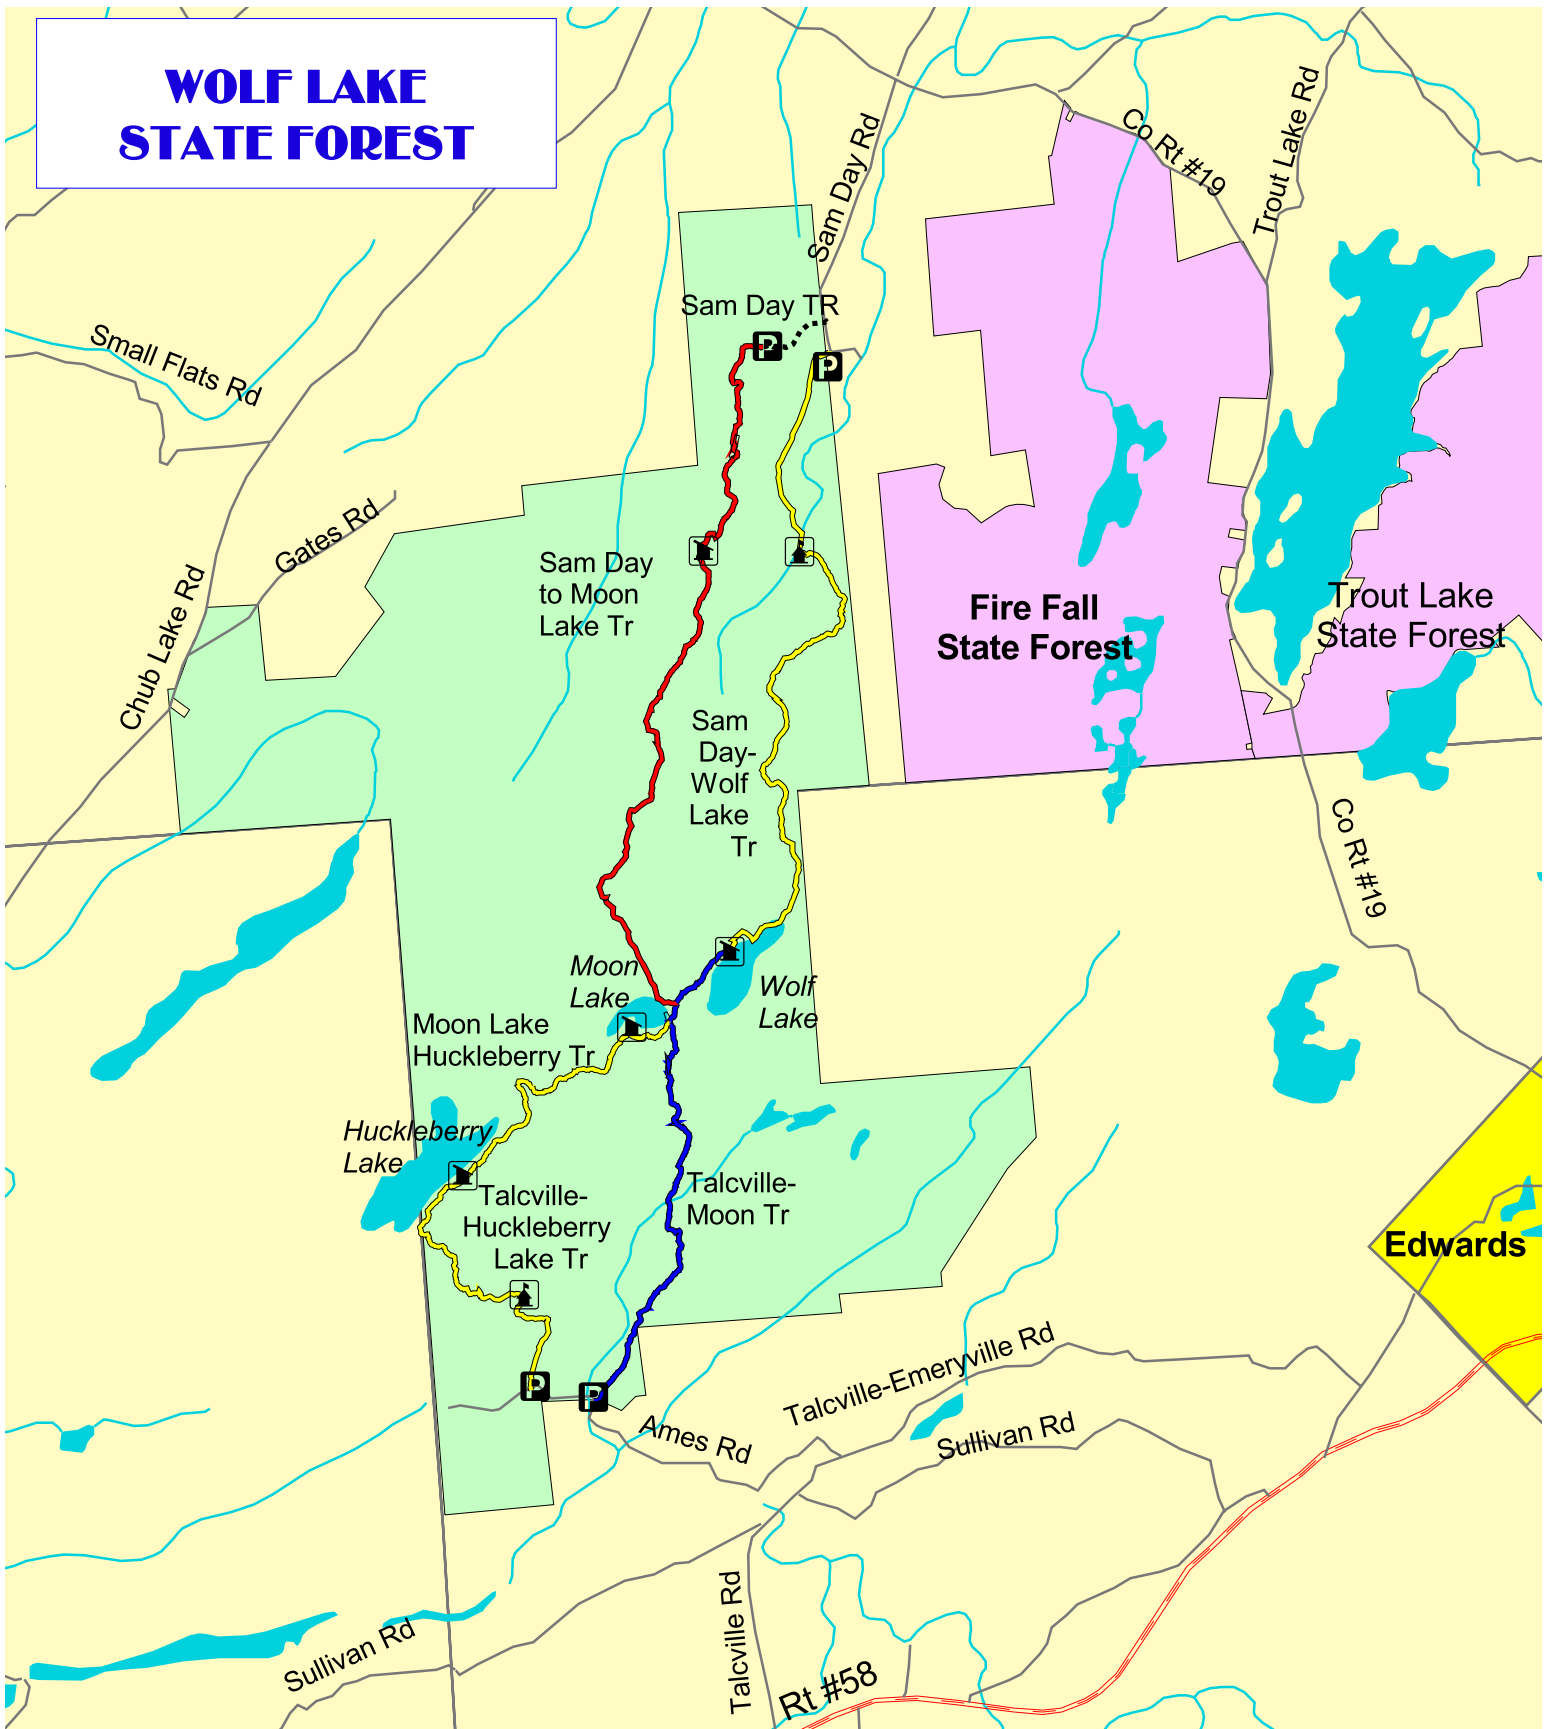 WOLF LAKE
STATE FOREST
Co Rt #19
Trout Lake Rd
Sam Day Rd
Sam Day TR
P
P
Small Flats Rd
Gates Rd
Chub Lake Rd
Sam Day
to Moon
Lake Tr
Fire Fall
State Forest
Trout Lake
State Forest
Sam
Day-
Wolf
Lake
Tr
Co Rt #19
Moon
Lake
Wolf
Lake
Moon Lake
Huckleberry Tr
Huckleberry
Lake
Talcville-
Huckleberry
Lake Tr
Talcville-
Moon Tr
Edwards
P
P
Ames Rd
Talcville-Emeryville Rd
Sullivan Rd
Sullivan Rd
Talcville Rd
Rt #58